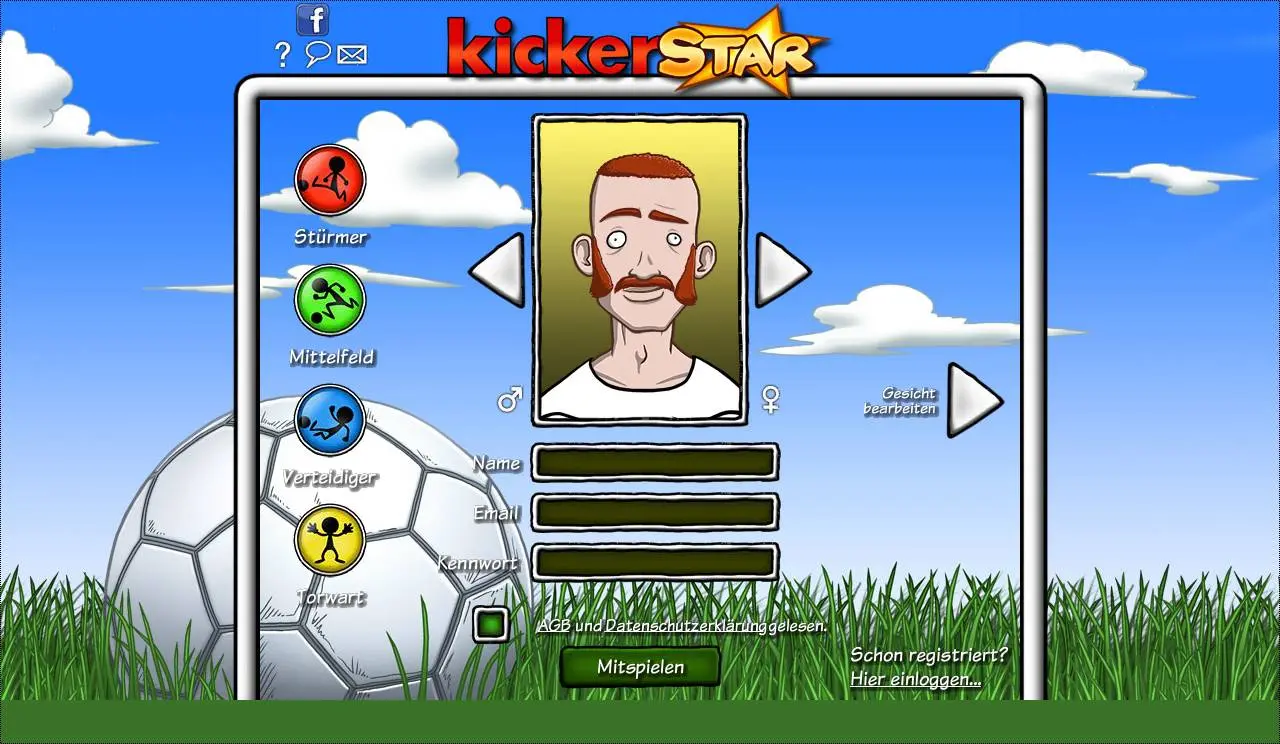 f
?
kickerSTAR
Stürmer
Mittelfeld
Verteidiger
Torwart
Gesicht
bearbeiten
Name
Email
Kennwort
AGB und Datenschutzerklärung gelesen.
Mitspielen
Schon registriert?
Hier einloggen...